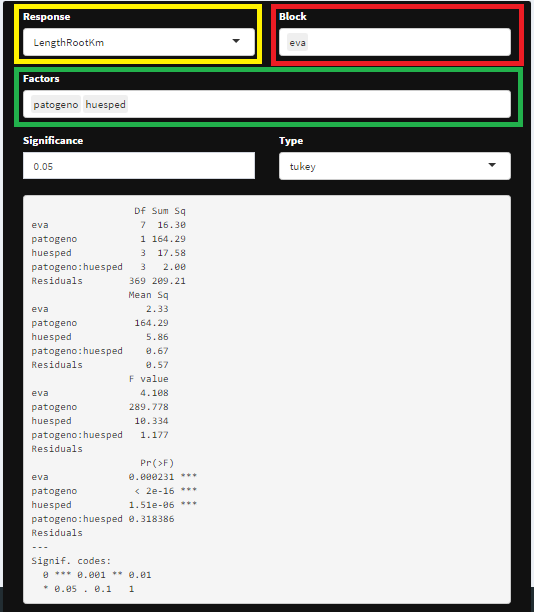 Response Block
LengthRootKm eva
Factors
patogeno huesped
Significance Type
0.05 tukey
Df Sum Sq
eva 7 16.30
patogeno 1 164.29
huesped 3 17.58
patogeno:huesped 3 2.00
Residuals 369 209.21
Mean Sq
eva 2.33
patogeno 164.29
huesped 5.86
patogeno:huesped 0.67
Residuals 0.57
F value
eva 4.108
patogeno 289.778
huesped 10.334
patogeno:huesped 1.177
Residuals
Pr(>F)
eva 0.000231 ***
patogeno < 2e-16 ***
huesped 1.51e-06 ***
patogeno:huesped 0.318386
Residuals
---
Signif. codes:
0 *** 0.001 ** 0.01
* 0.05 . 0.1 1